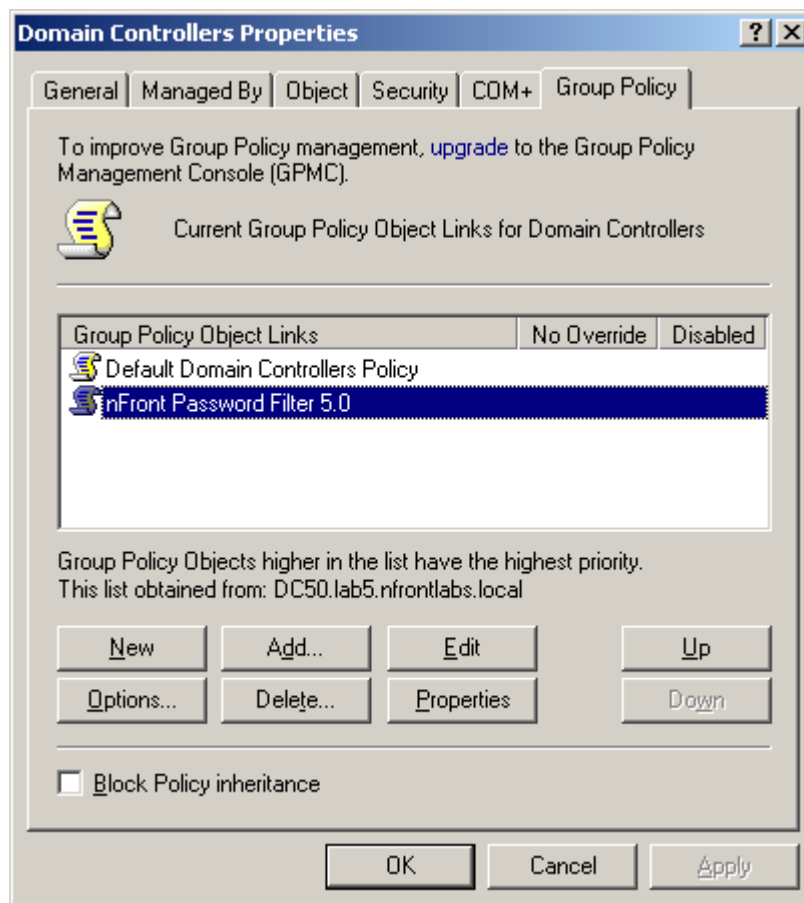 Domain Controllers Properties
General Managed By Object Security COM+ Group Policy
To improve Group Policy management, upgrade to the Group Policy
Management Console (GPMC).
Current Group Policy Object Links for Domain Controllers
Group Policy Object Links No Override Disabled
Default Domain Controllers Policy
nFront Password Filter 5.0
Group Policy Objects higher in the list have the highest priority.
This list obtained from: DC50.lab5.nfrontlabs.local
New Add... Edit Up
Options... Delete... Properties Down
Block Policy inheritance
OK Cancel Apply